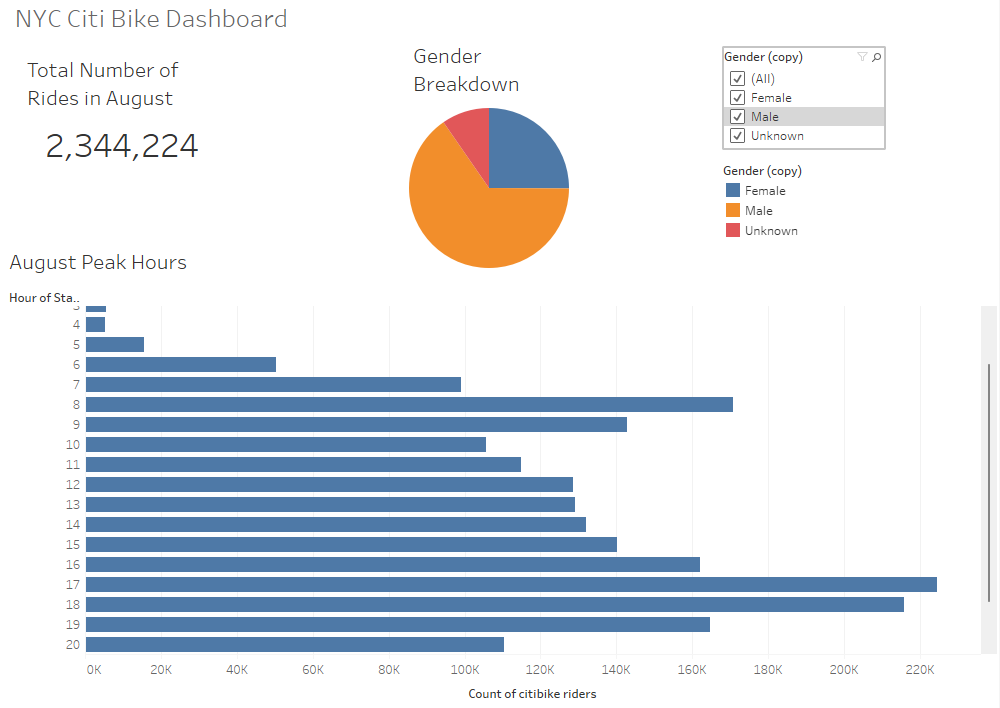 NYC Citi Bike Dashboard
Total Number of
Rides in August
2,344,224
Gender
Breakdown
Gender (copy)
(All)
Female
Male
Unknown
Gender (copy)
Female
Male
Unknown
August Peak Hours
Hour of Sta..
3
4
5
6
7
8
9
10
11
12
13
14
15
16
17
18
19
20
0K 20K 40K 60K 80K 100K 120K 140K 160K 180K 200K 220K
Count of citibike riders